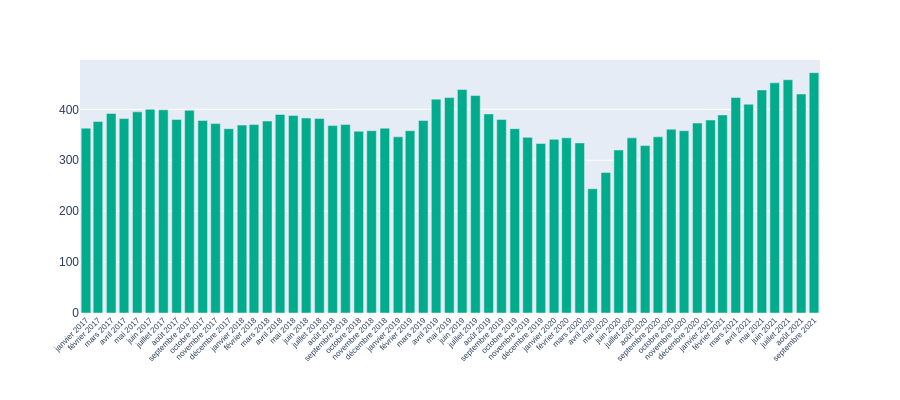 400
300
200
100
0
janvier 2017
février 2017
mars 2017
avril 2017
mai 2017
juin 2017
juillet 2017
août 2017
septembre 2017
octobre 2017
novembre 2017
décembre 2017
janvier 2018
février 2018
mars 2018
avril 2018
mai 2018
juin 2018
juillet 2018
août 2018
septembre 2018
octobre 2018
novembre 2018
décembre 2018
janvier 2019
février 2019
mars 2019
avril 2019
mai 2019
juin 2019
juillet 2019
août 2019
septembre 2019
octobre 2019
novembre 2019
décembre 2019
janvier 2020
février 2020
mars 2020
avril 2020
mai 2020
juin 2020
juillet 2020
août 2020
septembre 2020
octobre 2020
novembre 2020
décembre 2020
janvier 2021
février 2021
mars 2021
avril 2021
mai 2021
juin 2021
juillet 2021
août 2021
septembre 2021